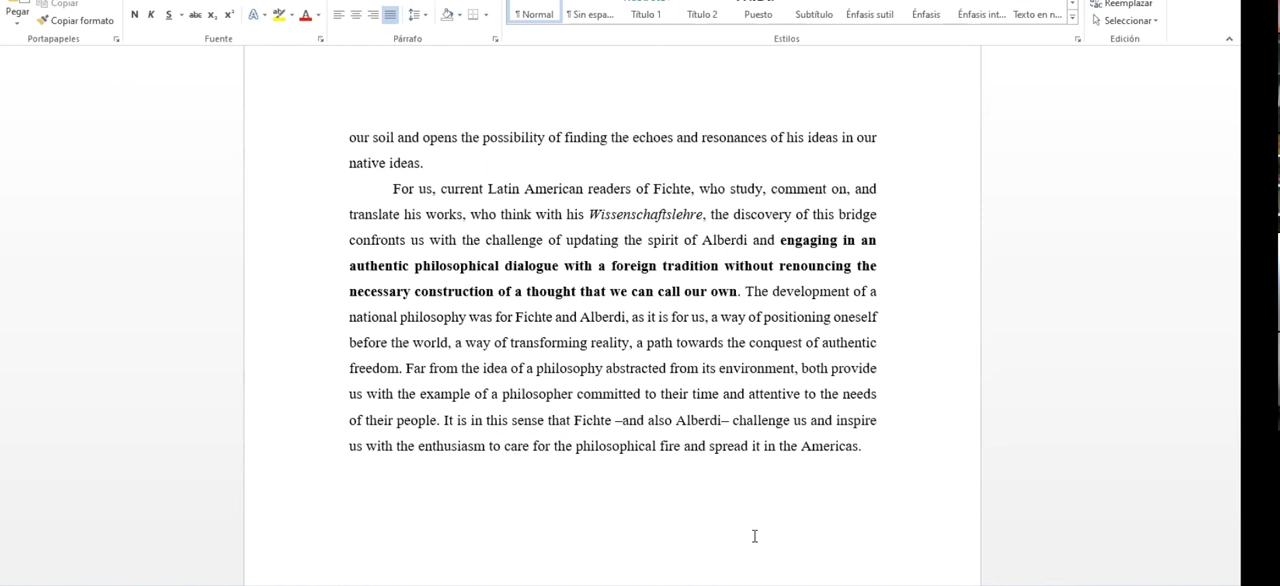 Copiar
Pegar
Copiar formato
N K S abc x₂ x² A A
Portapapeles
Fuente
Párrafo
¶ Normal ¶ Sin espa... Título 1 Título 2 Puesto Subtítulo Énfasis sutil Énfasis Énfasis int... Texto en n...
Estilos
Reemplazar
Seleccionar
Edición
our soil and opens the possibility of finding the echoes and resonances of his ideas in our
native ideas.
For us, current Latin American readers of Fichte, who study, comment on, and
translate his works, who think with his Wissenschaftslehre, the discovery of this bridge
confronts us with the challenge of updating the spirit of Alberdi and engaging in an
authentic philosophical dialogue with a foreign tradition without renouncing the
necessary construction of a thought that we can call our own. The development of a
national philosophy was for Fichte and Alberdi, as it is for us, a way of positioning oneself
before the world, a way of transforming reality, a path towards the conquest of authentic
freedom. Far from the idea of a philosophy abstracted from its environment, both provide
us with the example of a philosopher committed to their time and attentive to the needs
of their people. It is in this sense that Fichte –and also Alberdi– challenge us and inspire
us with the enthusiasm to care for the philosophical fire and spread it in the Americas.